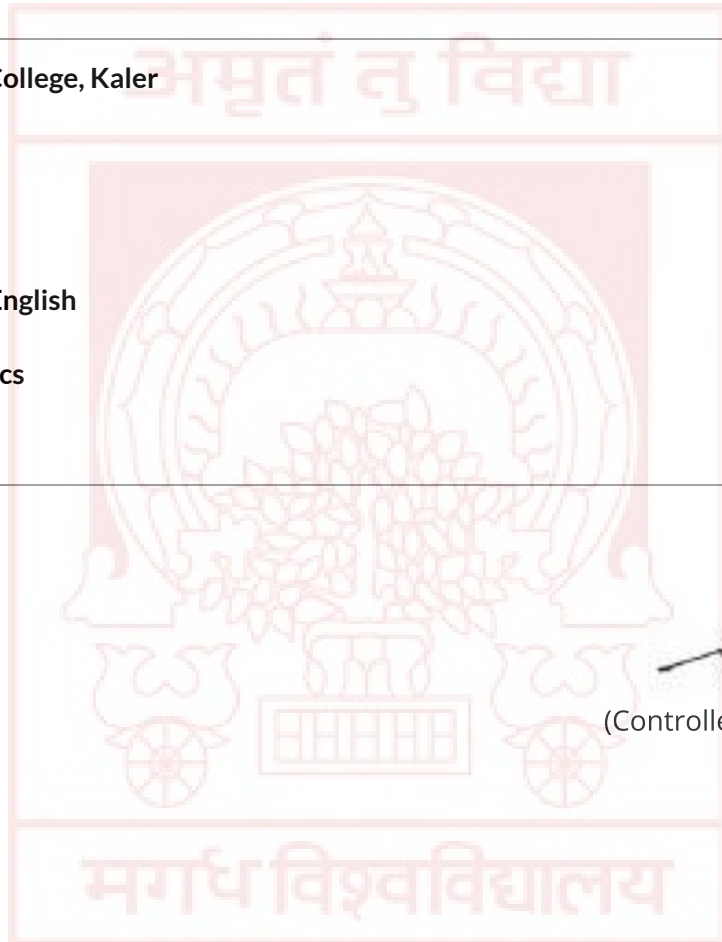 अमृतं तु विद्या
College, Kaler
English
cs
(Controlle
मगध विश्वविद्यालय